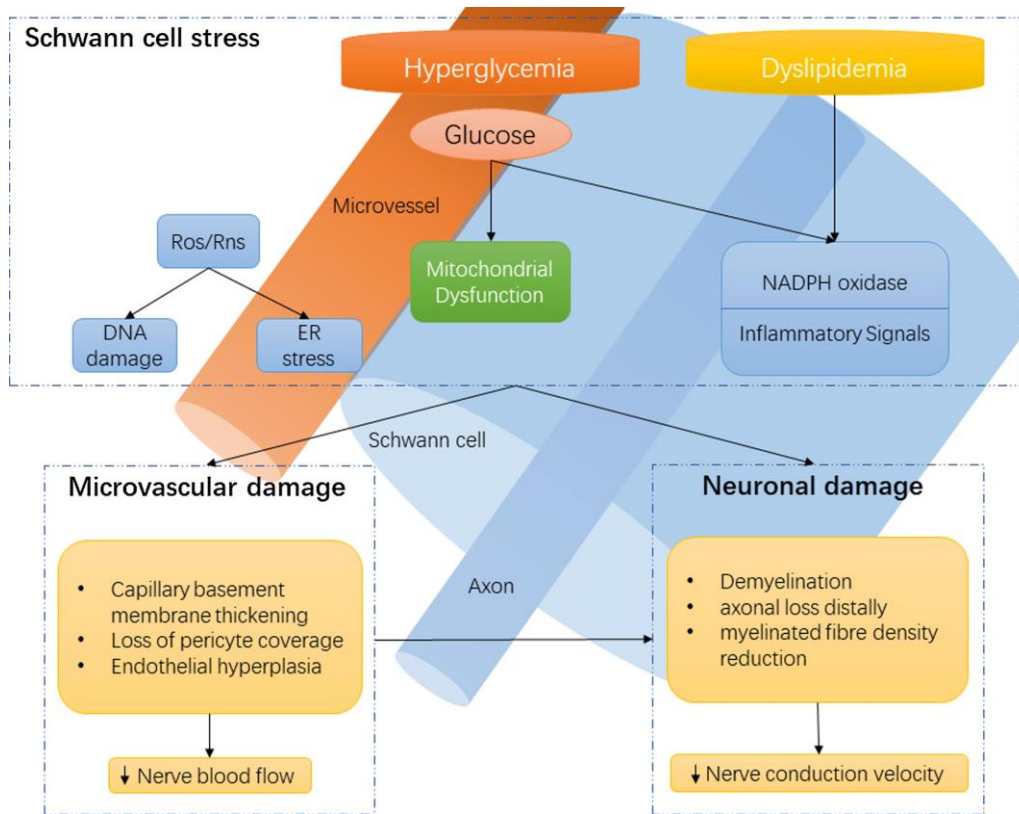 Schwann cell stress
Hyperglycemia
Dyslipidemia
Glucose
Microvessel
Ros/Rns
Mitochondrial
Dysfunction
NADPH oxidase
DNA
damage
ER
stress
Inflammatory Signals
Schwann cell
Microvascular damage
• Capillary basement
membrane thickening
• Loss of pericyte coverage
• Endothelial hyperplasia
↓ Nerve blood flow
Axon
Neuronal damage
• Demyelination
• axonal loss distally
• myelinated fibre density
reduction
↓ Nerve conduction velocity